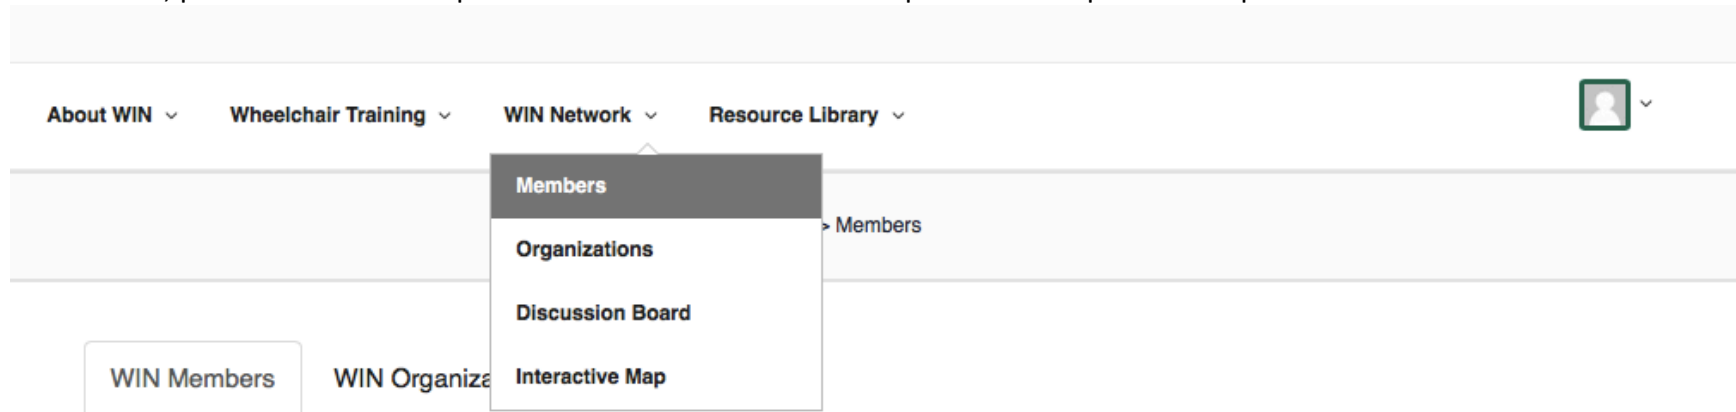 About WIN Wheelchair Training WIN Network Resource Library
Members
> Members
Organizations
Discussion Board
WIN Members WIN Organiza
Interactive Map